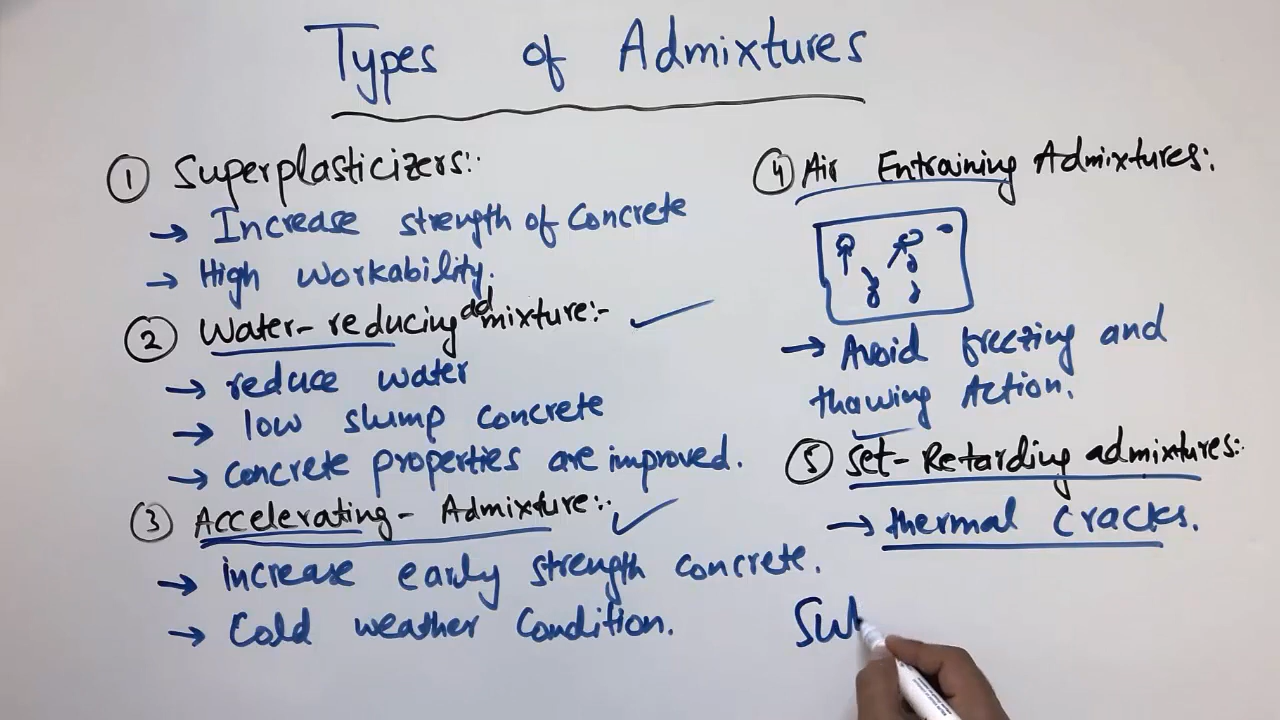 Types of Admixtures
① Superplasticizers:.
→ Increase strength of Concrete
→ High workability.
② Water-reducing admixture:-
→ reduce water
→ low slump concrete
→ concrete properties are improved.
③ Accelerating- Admixture:.
→ increase early strength concrete.
→ Cold weather Condition.
④ Air Entraining Admixtures:
→ Avoid freezing and
thawing Action.
⑤ Set-Retarding admixtures:
→ thermal cracks.
Sub